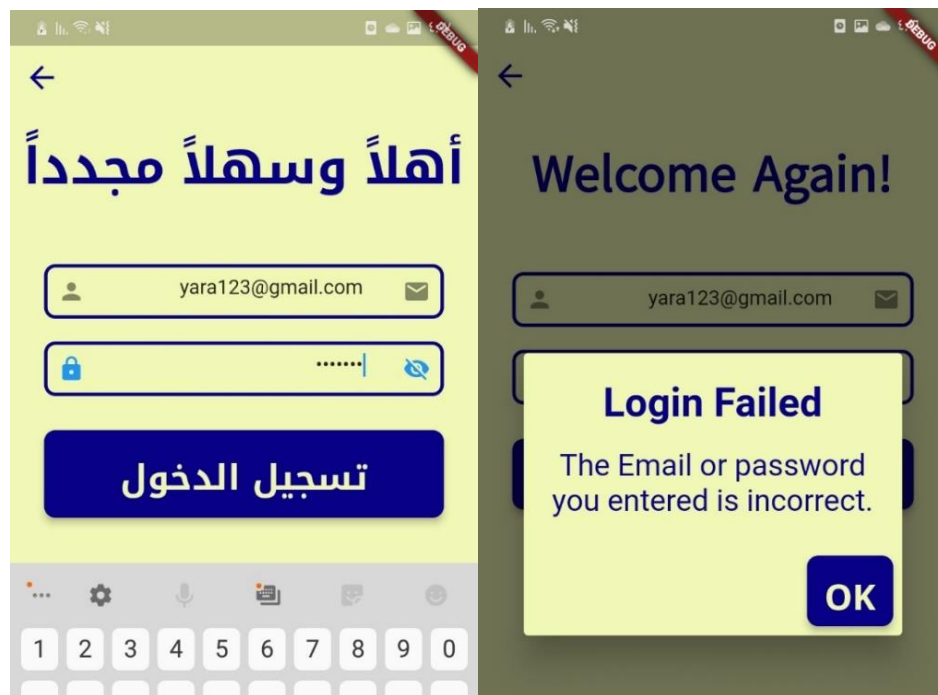 DEBUG
أهلاً وسهلاً مجدداً
yara123@gmail.com
•••••••
تسجيل الدخول
1 2 3 4 5 6 7 8 9 0
DEBUG
Welcome Again!
yara123@gmail.com
Login Failed
The Email or password
you entered is incorrect.
OK